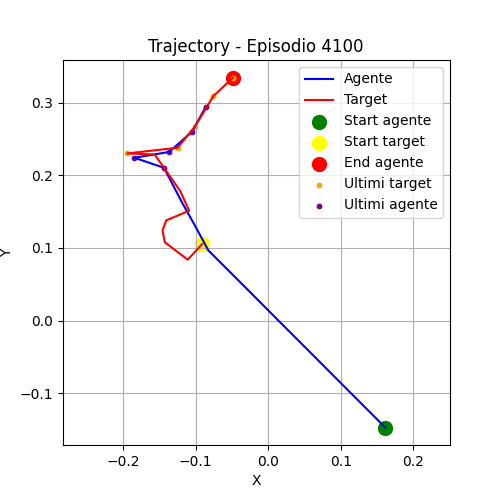 Trajectory - Episodio 4100
Agente
Target
Start agente
Start target
End agente
Ultimi target
Ultimi agente
Y
0.3
0.2
0.1
0.0
−0.1
−0.2
−0.1
0.0
0.1
0.2
X